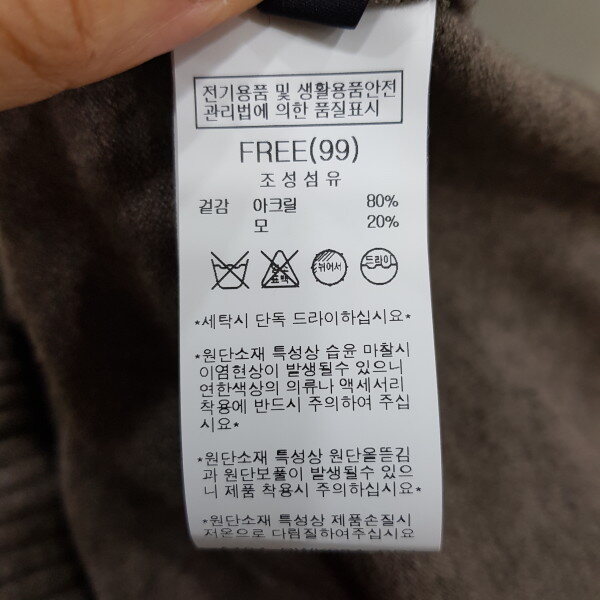 전기용품 및 생활용품안전
관리법에 의한 품질표시
FREE(99)
조성섬유
겉감 아크릴 80%
모 20%
염소 뉘어서 드라이
표백
*세탁시 단독 드라이하십시요*
*원단소재 특성상 습윤 마찰시
이염현상이 발생될수 있으니
연한색상의 의류나 액세서리
착용에 반드시 주의하여 주십
시요*
*원단소재 특성상 원단올뜯김
과 원단보풀이 발생될수 있으
니 제품 착용시 주의하십시요*
*원단소재 특성상 제품손질시
저온으로 다림질하여주십시요